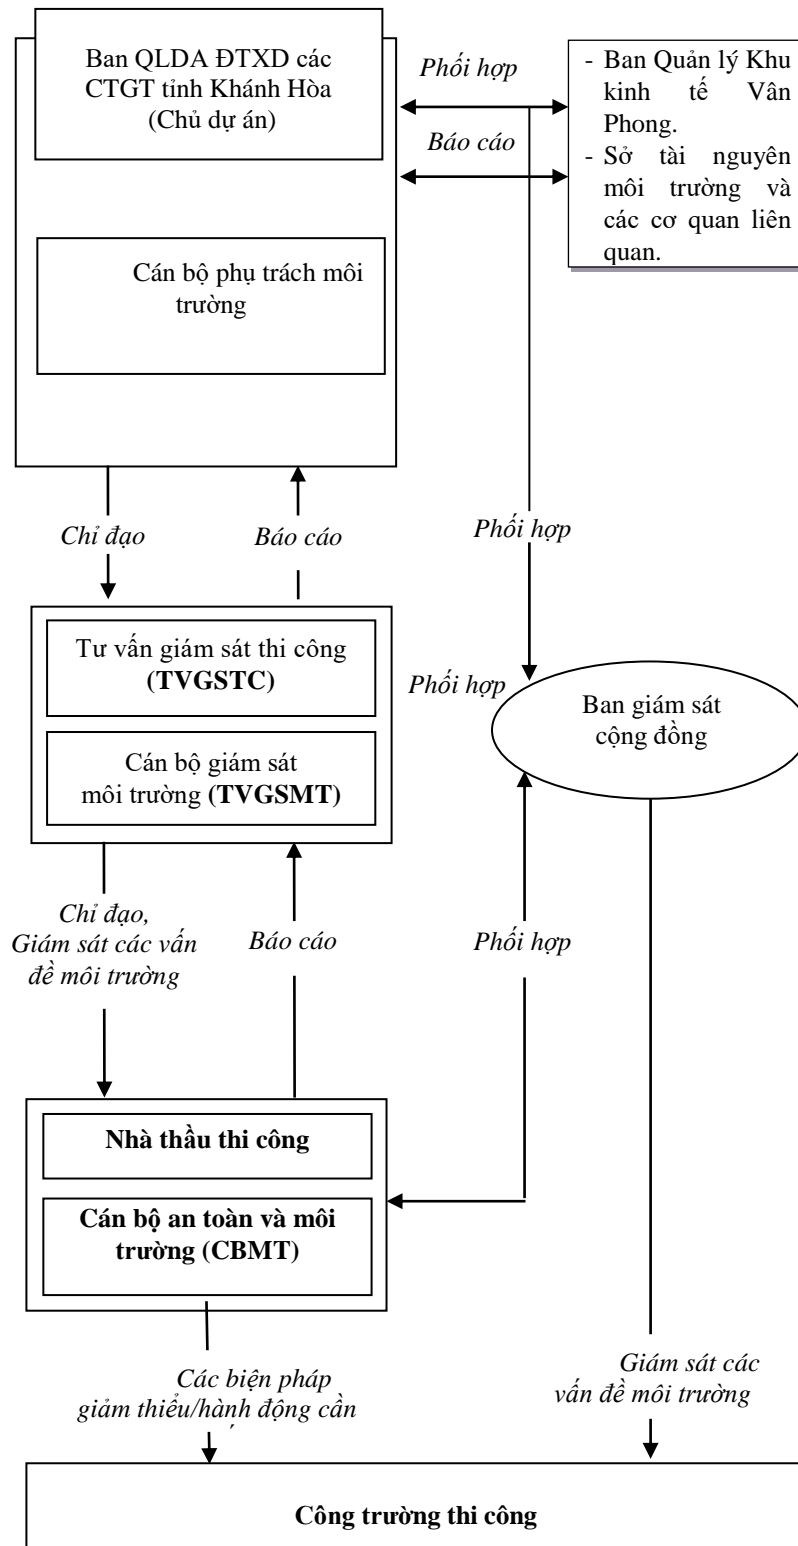 Ban QLDA ĐTXD các
CTGT tỉnh Khánh Hòa
(Chủ dự án)
Phối hợp
Báo cáo
- Ban Quản lý Khu
kinh tế Vân
Phong.
- Sở tài nguyên
môi trường và
các cơ quan liên
quan.
Cán bộ phụ trách môi
trường
Chỉ đạo
Báo cáo
Phối hợp
Tư vấn giám sát thi công
(TVGSTC)
Cán bộ giám sát
môi trường (TVGSMT)
Phối hợp
Ban giám sát
cộng đồng
Chỉ đạo,
Giám sát các vấn
đề môi trường
Báo cáo
Phối hợp
Nhà thầu thi công
Cán bộ an toàn và môi
trường (CBMT)
Các biện pháp
giảm thiểu/hành động cần
Giám sát các
vấn đề môi trường
Công trường thi công